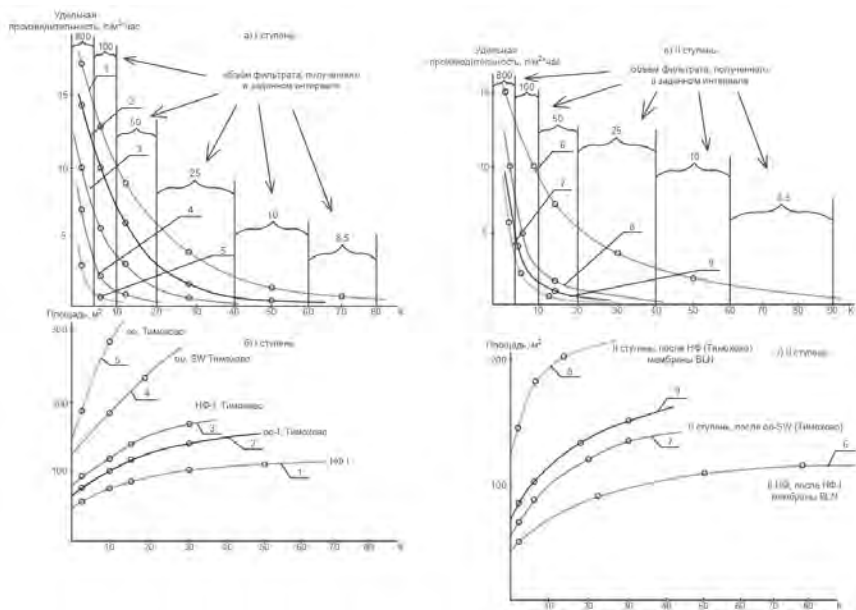 Удельная
производительность, л/м² час
а) I ступень
800
100
объём фильтрата, полученного
в заданном интервале
1
15
2
50
3
10
25
4
10
5
5
8.5
10 20 30 40 50 60 70 80 К
Удельная
производительность, л/м² час
в) II ступень
800
100
объём фильтрата, полученного
в заданном интервале
15
50
25
6
10
10
7
8.5
8
5
9
10 20 30 40 50 60 70 80 90 К
Площадь, м²
б) I ступень
300
оо, Тимохово
5
оо, SW Тимохово
4
200
НФ-I, Тимохово
3
оо-I, Тимохово
2
НФ-I
100
1
10 20 30 40 50 60 70 80 К
Площадь, м²
II ступень, после НФ (Тимохово)
мембраны BLN
г) II ступень
200
8
9
II ступень, после оо-SW (Тимохово)
7
6
100
II НФ, после НФ-I
мембраны BLN
10 20 30 40 50 60 70 80 К